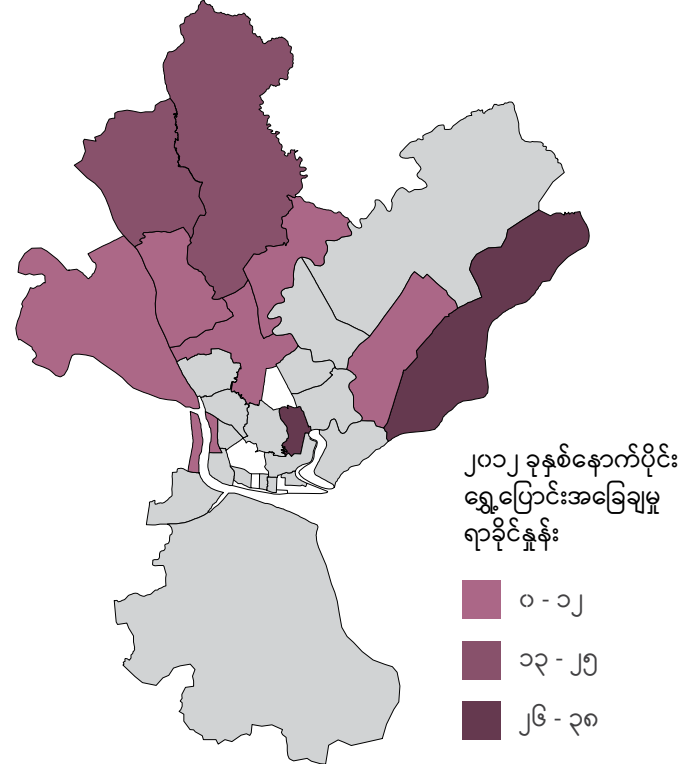 ၂၀၁၂ ခုနှစ်နောက်ပိုင်း
ရွှေ့ပြောင်းအခြေချမှု
ရာခိုင်နှုန်း
၀ - ၁၂
၁၃ - ၂၅
၂၆ - ၃၈